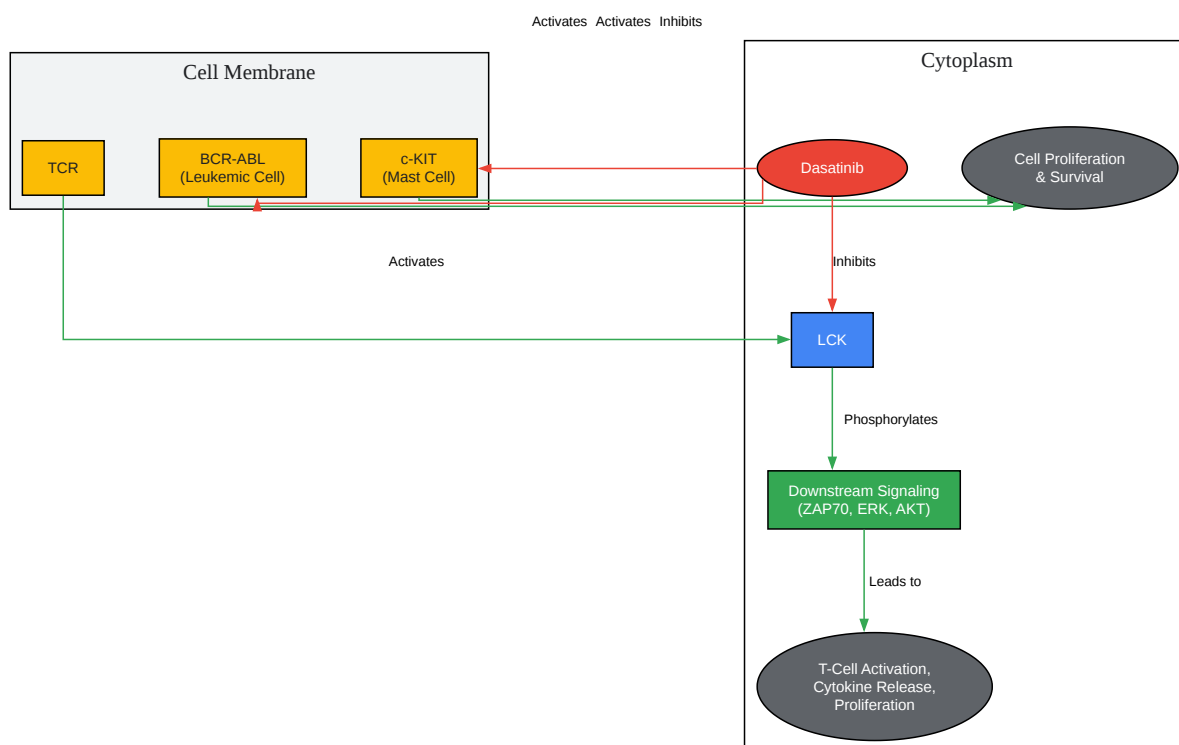 Activates Activates Inhibits
Cell Membrane
Cytoplasm
TCR
BCR-ABL
(Leukemic Cell)
c-KIT
(Mast Cell)
Dasatinib
Cell Proliferation
& Survival
Activates
Inhibits
LCK
Phosphorylates
Downstream Signaling
(ZAP70, ERK, AKT)
Leads to
T-Cell Activation,
Cytokine Release,
Proliferation